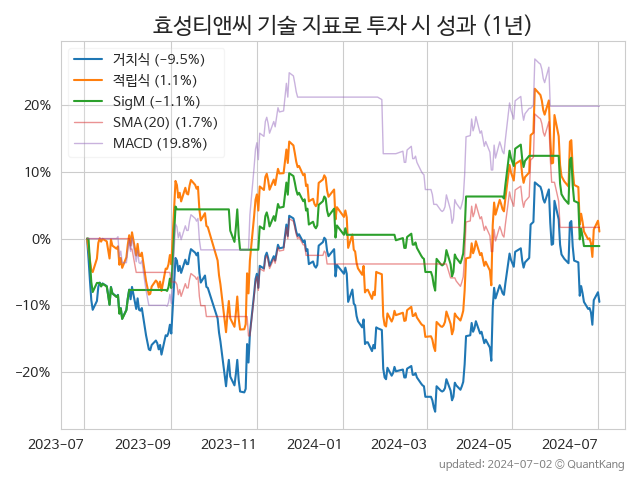 효성티앤씨 기술 지표로 투자 시 성과 (1년)
거치식 (−9.5%)
적립식 (1.1%)
SigM (−1.1%)
SMA(20) (1.7%)
MACD (19.8%)
20%
10%
0%
−10%
−20%
2023-07 2023-09 2023-11 2024-01 2024-03 2024-05 2024-07
updated: 2024-07-02 © QuantKang